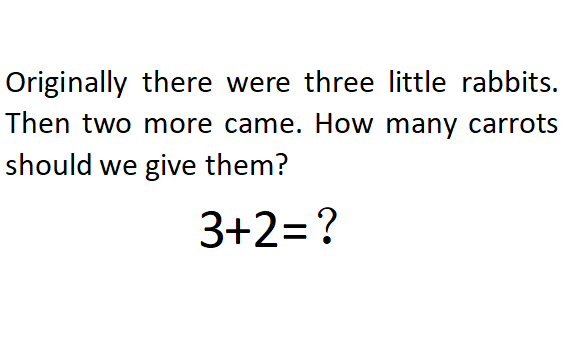 Originally there were three little rabbits.
Then two more came. How many carrots
should we give them?
3+2=？